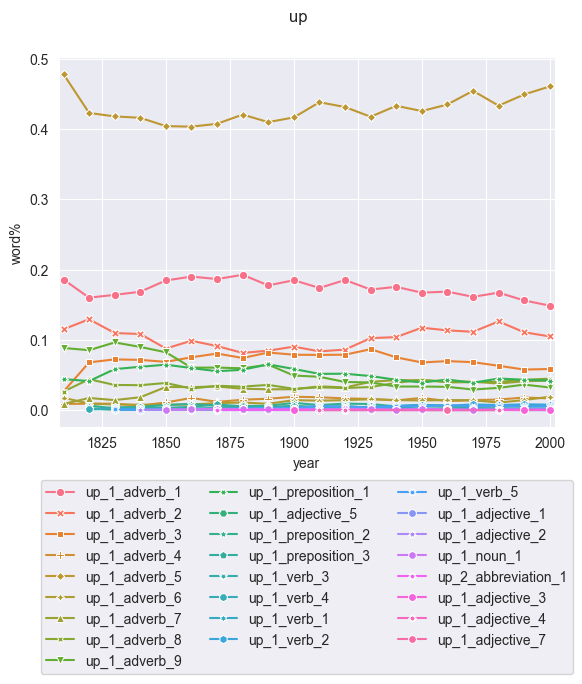 up
0.5
0.4
0.3
0.2
0.1
0.0
word%
1825 1850 1875 1900 1925 1950 1975 2000
year
up_1_adverb_1 up_1_preposition_1 up_1_verb_5
up_1_adverb_2 up_1_adjective_5 up_1_adjective_1
up_1_adverb_3 up_1_preposition_2 up_1_adjective_2
up_1_adverb_4 up_1_preposition_3 up_1_noun_1
up_1_adverb_5 up_1_verb_3 up_2_abbreviation_1
up_1_adverb_6 up_1_verb_4 up_1_adjective_3
up_1_adverb_7 up_1_verb_1 up_1_adjective_4
up_1_adverb_8 up_1_verb_2 up_1_adjective_7
up_1_adverb_9